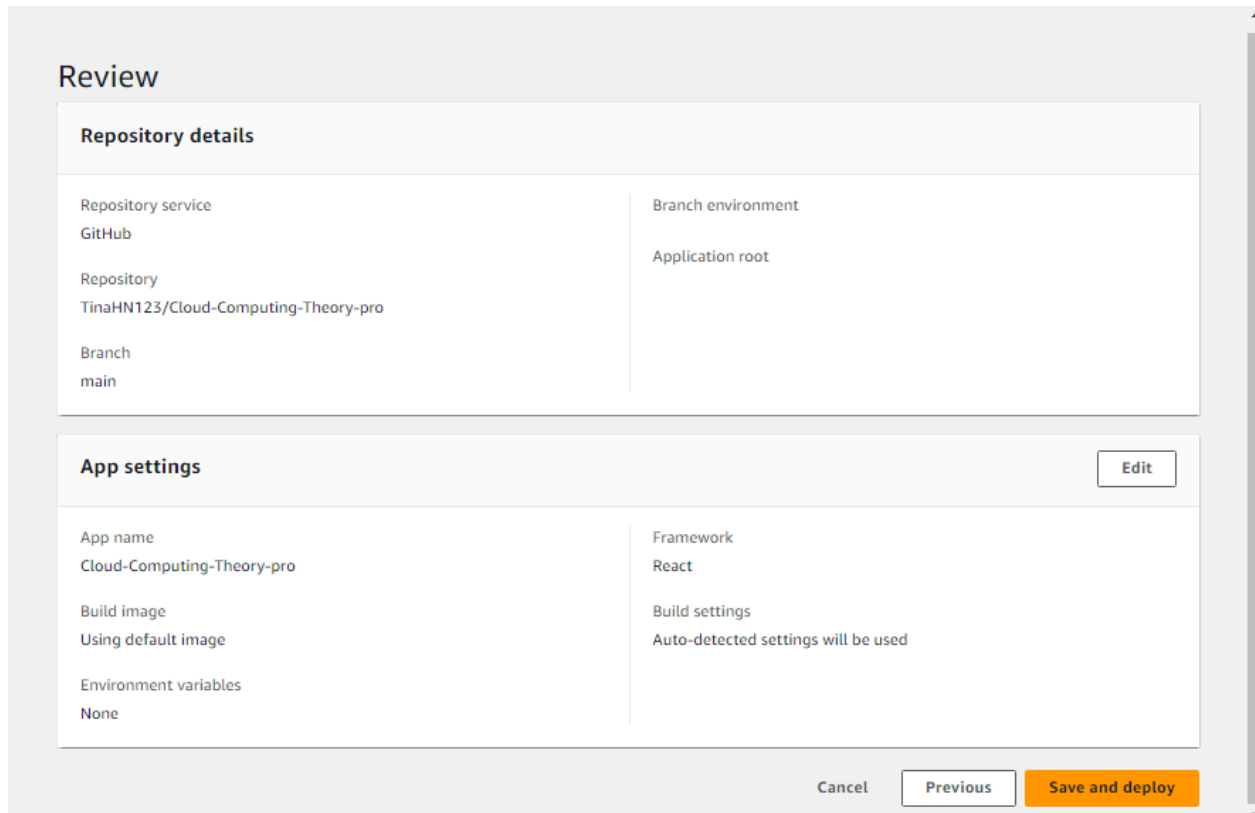 Review
Repository details
Repository service
GitHub
Repository
TinaHN123/Cloud-Computing-Theory-pro
Branch
main
Branch environment
Application root
App settings
Edit
App name
Cloud-Computing-Theory-pro
Build image
Using default image
Environment variables
None
Framework
React
Build settings
Auto-detected settings will be used
Cancel
Previous
Save and deploy